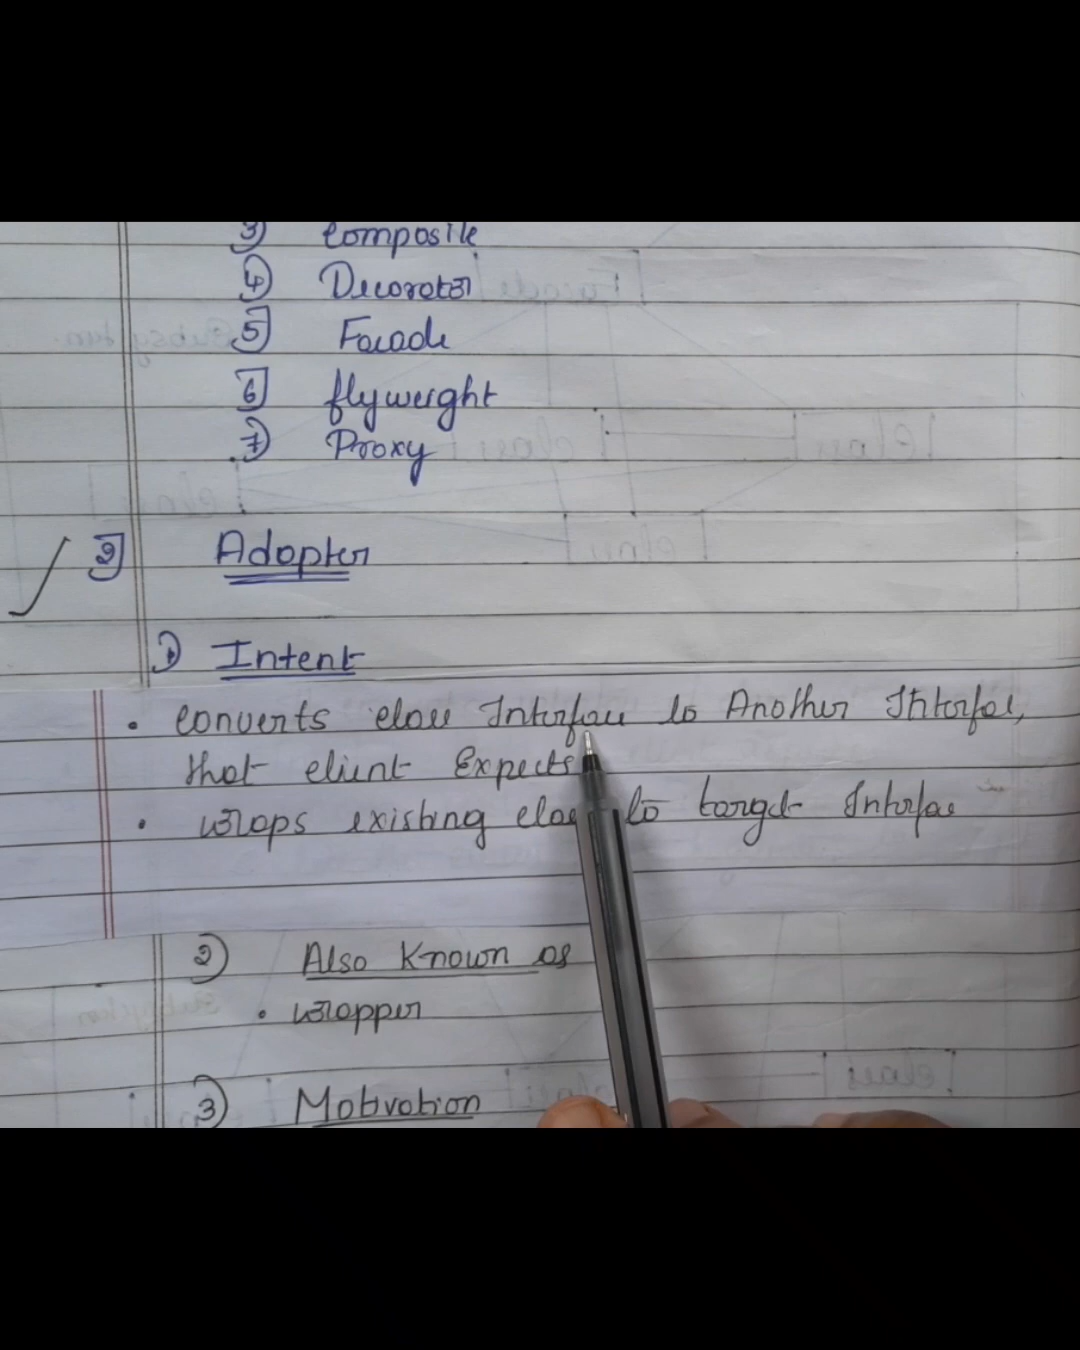 3) Composite
4) Decorator
5) Facade
6) flyweight
7) Proxy
2) Adapter
1) Intent
• Converts class Interface to Another Interface,
that client Expects
• wraps existing class to target Interface
2) Also Known as
• wrapper
3) Motivation